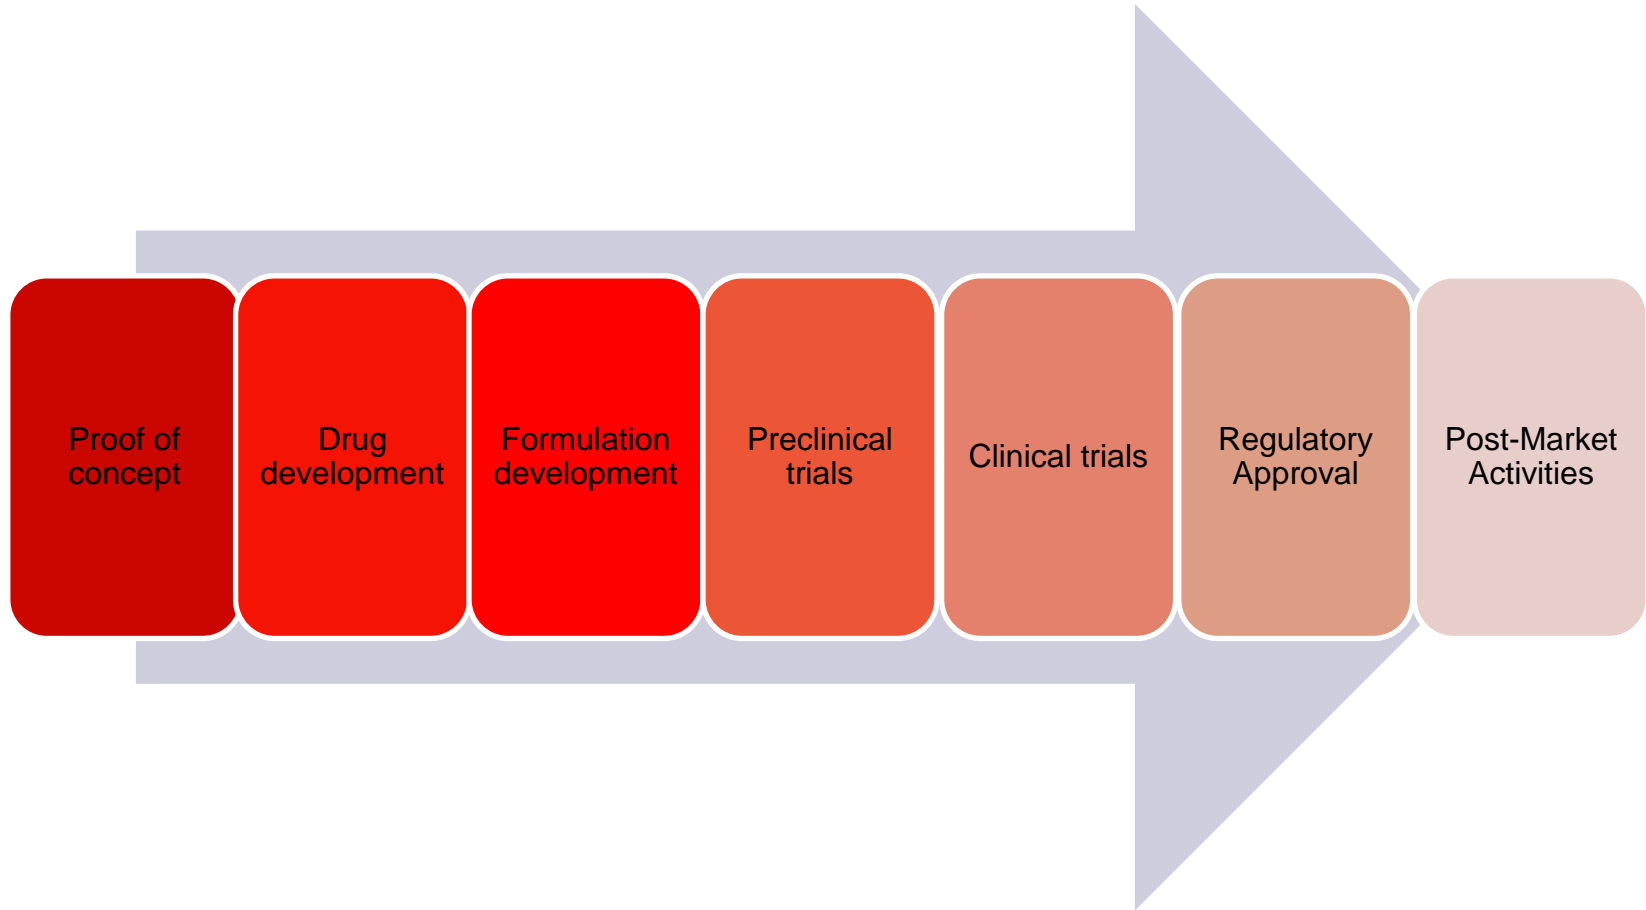 Proof of
concept
Drug
development
Formulation
development
Preclinical
trials
Clinical trials
Regulatory
Approval
Post-Market
Activities